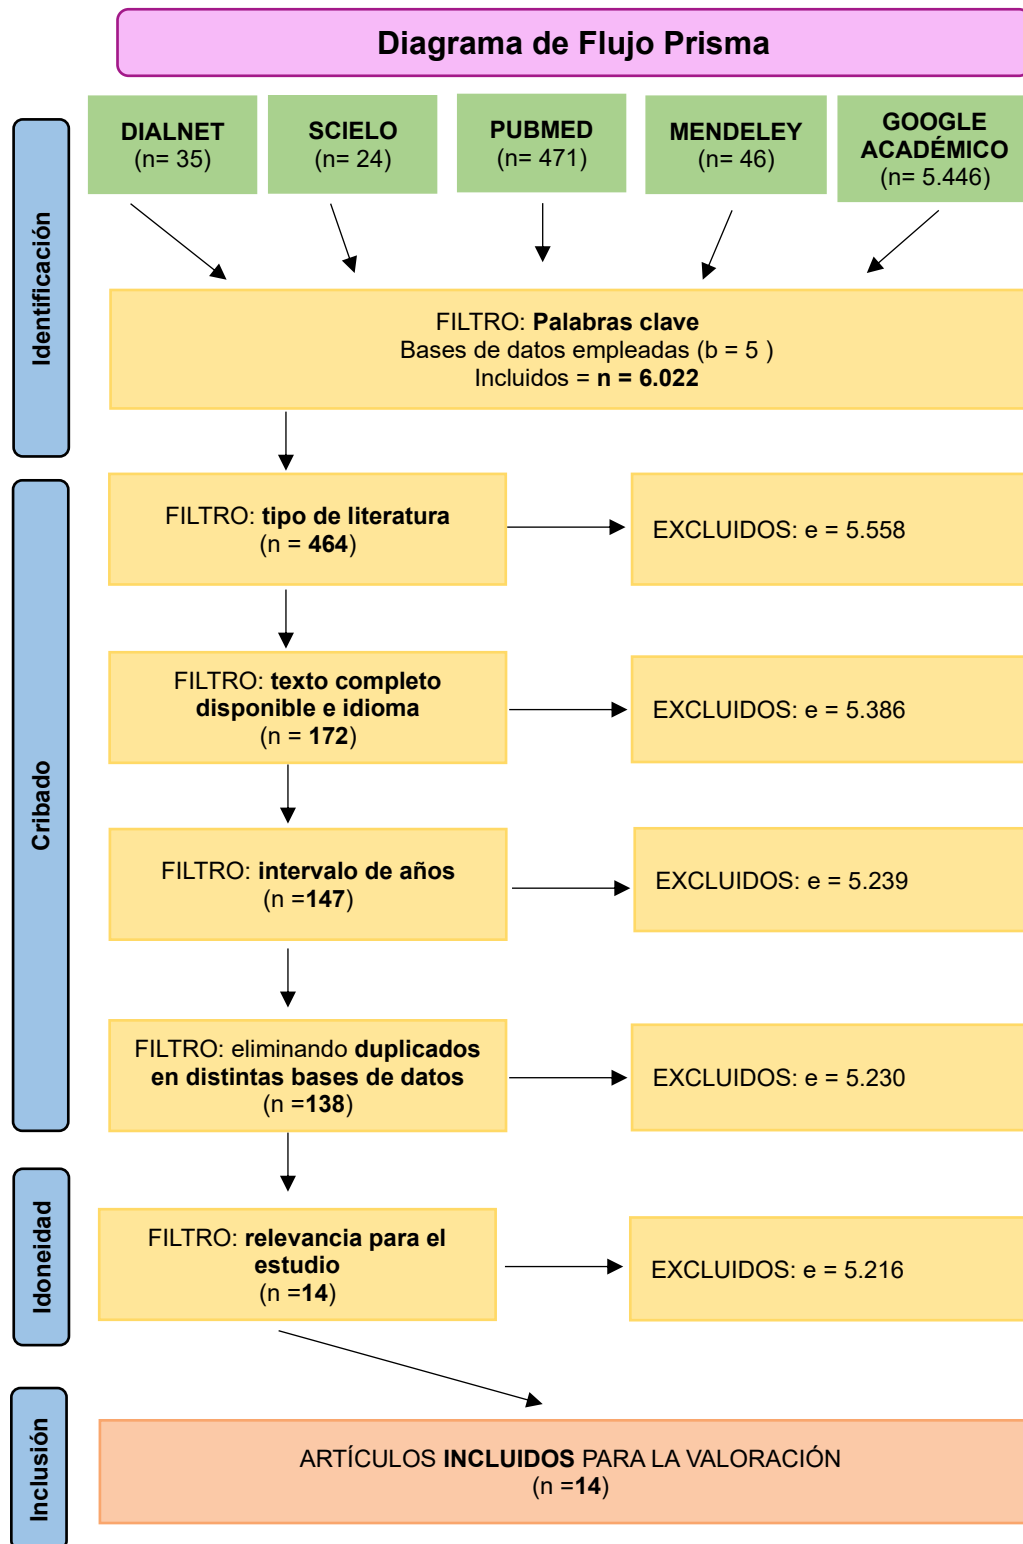 Diagrama de Flujo Prisma
DIALNET
(n= 35)
SCIELO
(n= 24)
PUBMED
(n= 471)
MENDELEY
(n= 46)
GOOGLE
ACADÉMICO
(n= 5.446)
Identificación
FILTRO: Palabras clave
Bases de datos empleadas (b = 5 )
Incluidos = n = 6.022
Cribado
FILTRO: tipo de literatura
(n = 464)
EXCLUIDOS: e = 5.558
FILTRO: texto completo
disponible e idioma
(n = 172)
EXCLUIDOS: e = 5.386
FILTRO: intervalo de años
(n =147)
EXCLUIDOS: e = 5.239
FILTRO: eliminando duplicados
en distintas bases de datos
(n =138)
EXCLUIDOS: e = 5.230
Idoneidad
FILTRO: relevancia para el
estudio
(n =14)
EXCLUIDOS: e = 5.216
Inclusión
ARTÍCULOS INCLUIDOS PARA LA VALORACIÓN
(n =14)